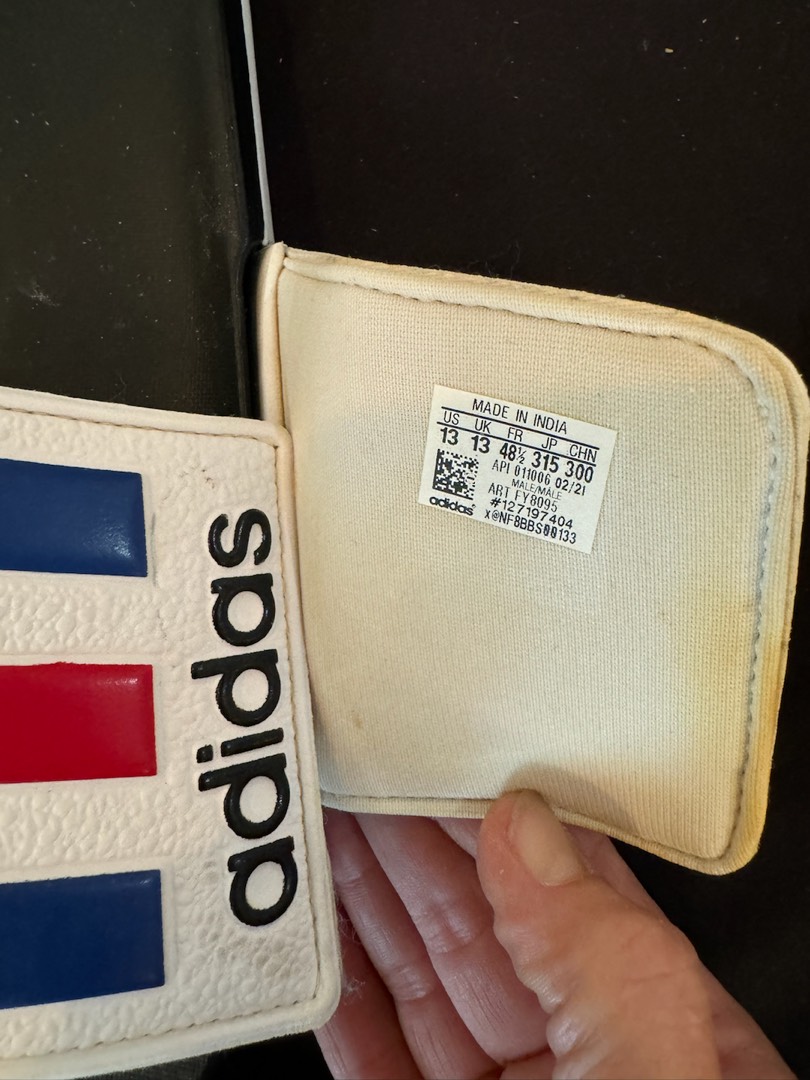 adidas
MADE IN INDIA
US UK FR JP CHN
13 13 48½ 315 300
API 011006 02/21
MALE/MÂLE
ART FY8095
#127197404
adidas
x@NF8BBS00133